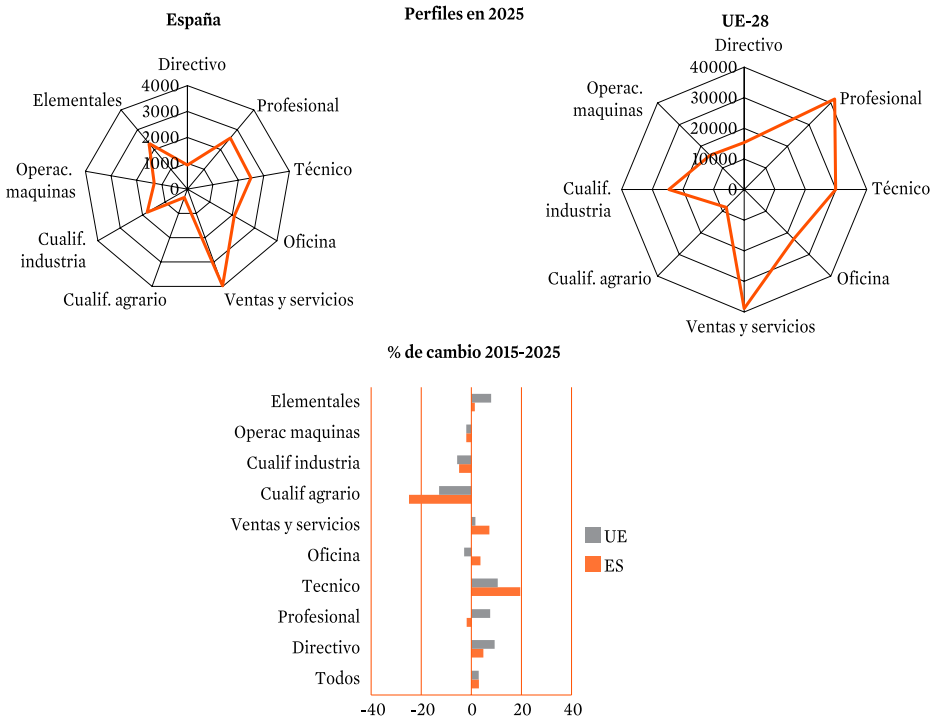 Perfiles en 2025
España
Directivo
4000
3000
2000
1000
0
Profesional
Técnico
Oficina
Ventas y servicios
Cualif. agrario
Cualif.
industria
Operac.
maquinas
Elementales
UE-28
Directivo
40000
30000
20000
10000
0
Profesional
Técnico
Oficina
Ventas y servicios
Cualif. agrario
Cualif.
industria
Operac.
maquinas
% de cambio 2015-2025
Elementales
Operac maquinas
Cualif industria
Cualif agrario
Ventas y servicios
Oficina
Tecnico
Profesional
Directivo
Todos
-40 -20 0 20 40
UE
ES